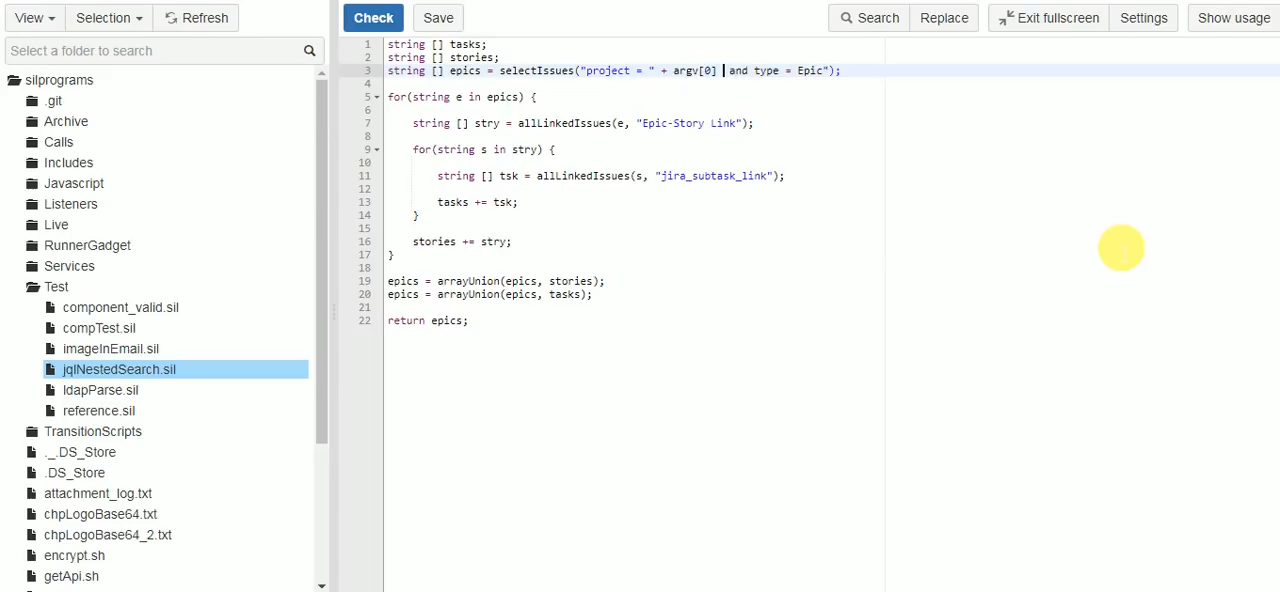 View Selection Refresh Check Save Search Replace Exit fullscreen Settings Show usage
Select a folder to search
silprograms
.git
Archive
Calls
Includes
Javascript
Listeners
Live
RunnerGadget
Services
Test
component_valid.sil
compTest.sil
imageInEmail.sil
jqlNestedSearch.sil
ldapParse.sil
reference.sil
TransitionScripts
._.DS_Store
.DS_Store
attachment_log.txt
chpLogoBase64.txt
chpLogoBase64_2.txt
encrypt.sh
getApi.sh
1 string [] tasks;
2 string [] stories;
3 string [] epics = selectIssues("project = " + argv[0] and type = Epic");
4
5 for(string e in epics) {
6
7 string [] stry = allLinkedIssues(e, "Epic-Story Link");
8
9 for(string s in stry) {
10
11 string [] tsk = allLinkedIssues(s, "jira_subtask_link");
12
13 tasks += tsk;
14 }
15
16 stories += stry;
17 }
18
19 epics = arrayUnion(epics, stories);
20 epics = arrayUnion(epics, tasks);
21
22 return epics;